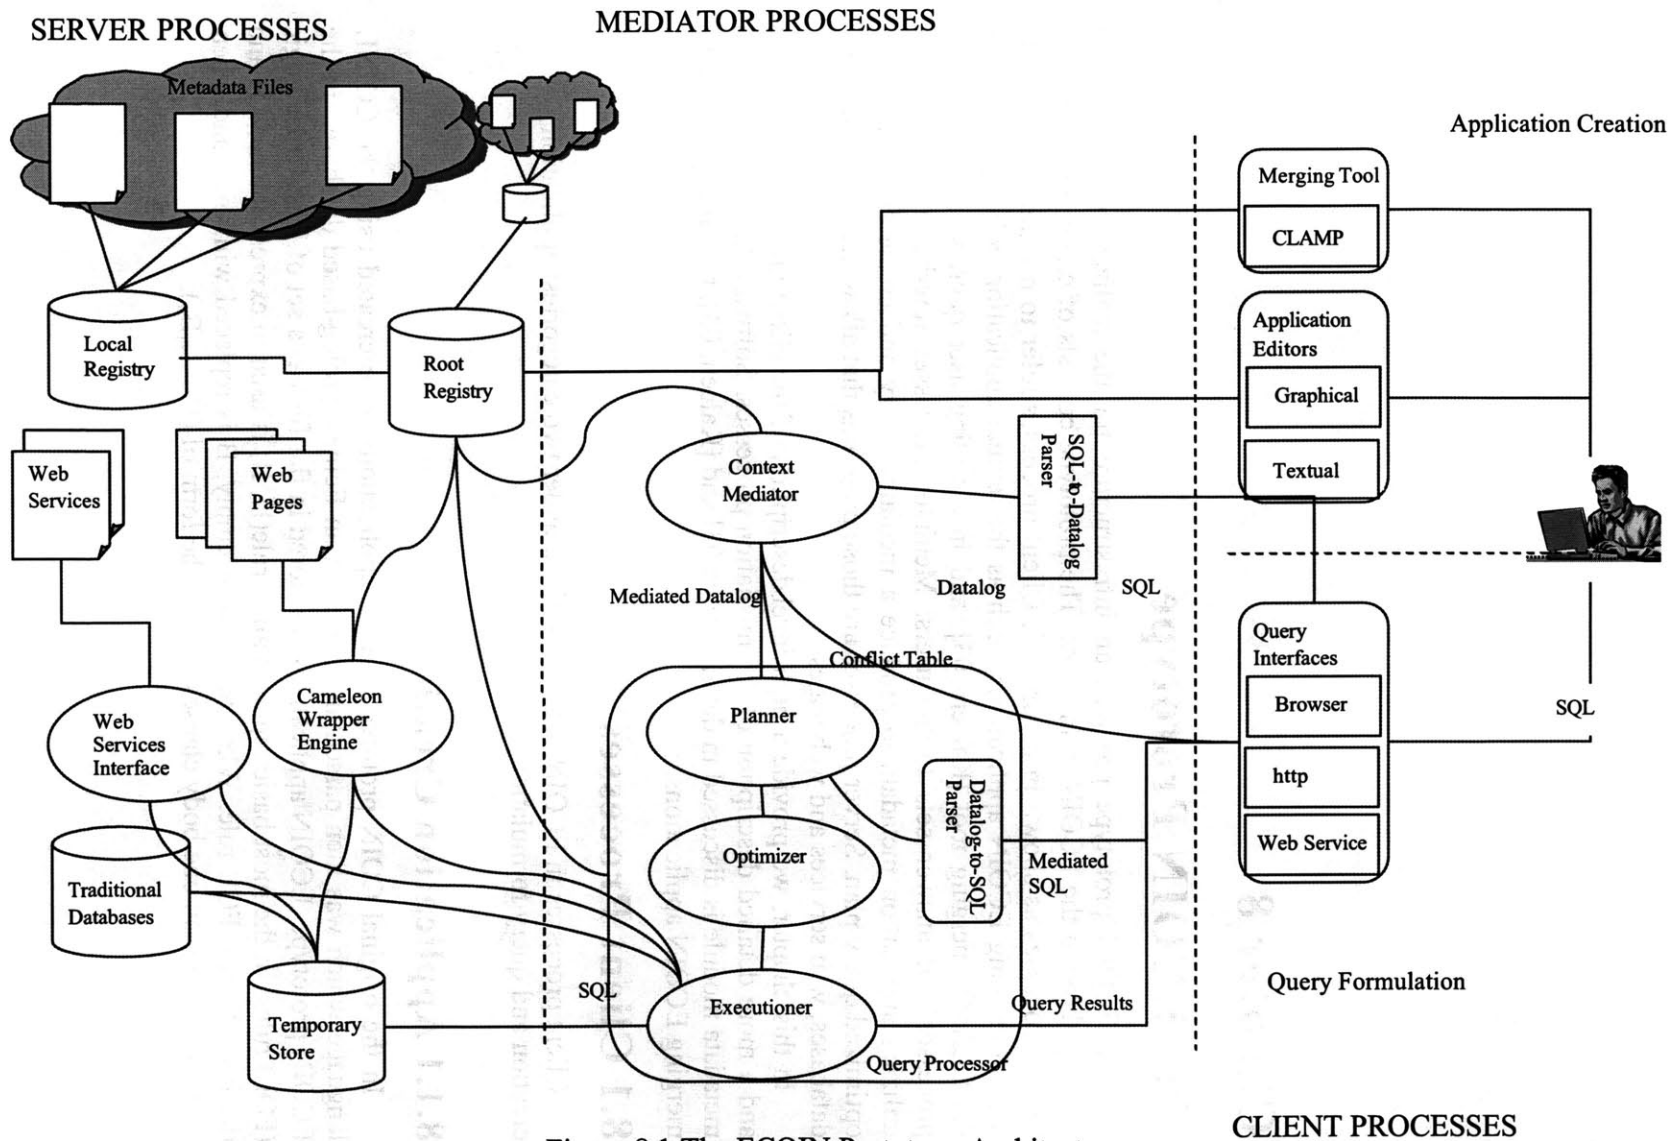 SERVER PROCESSES
MEDIATOR PROCESSES
Metadata Files
Application Creation
Merging Tool
CLAMP
Local
Registry
Root
Registry
Application
Editors
Graphical
Textual
Web
Services
Web
Pages
Context
Mediator
SQL-to-Datalog
Parser
Mediated Datalog
Datalog
SQL
Conflict Table
Query
Interfaces
Browser
http
Web Service
SQL
Web
Services
Interface
Cameleon
Wrapper
Engine
Planner
Datalog-to-SQL
Parser
Optimizer
Mediated
SQL
Traditional
Databases
Temporary
Store
SQL
Executioner
Query Results
Query Processor
Query Formulation
CLIENT PROCESSES